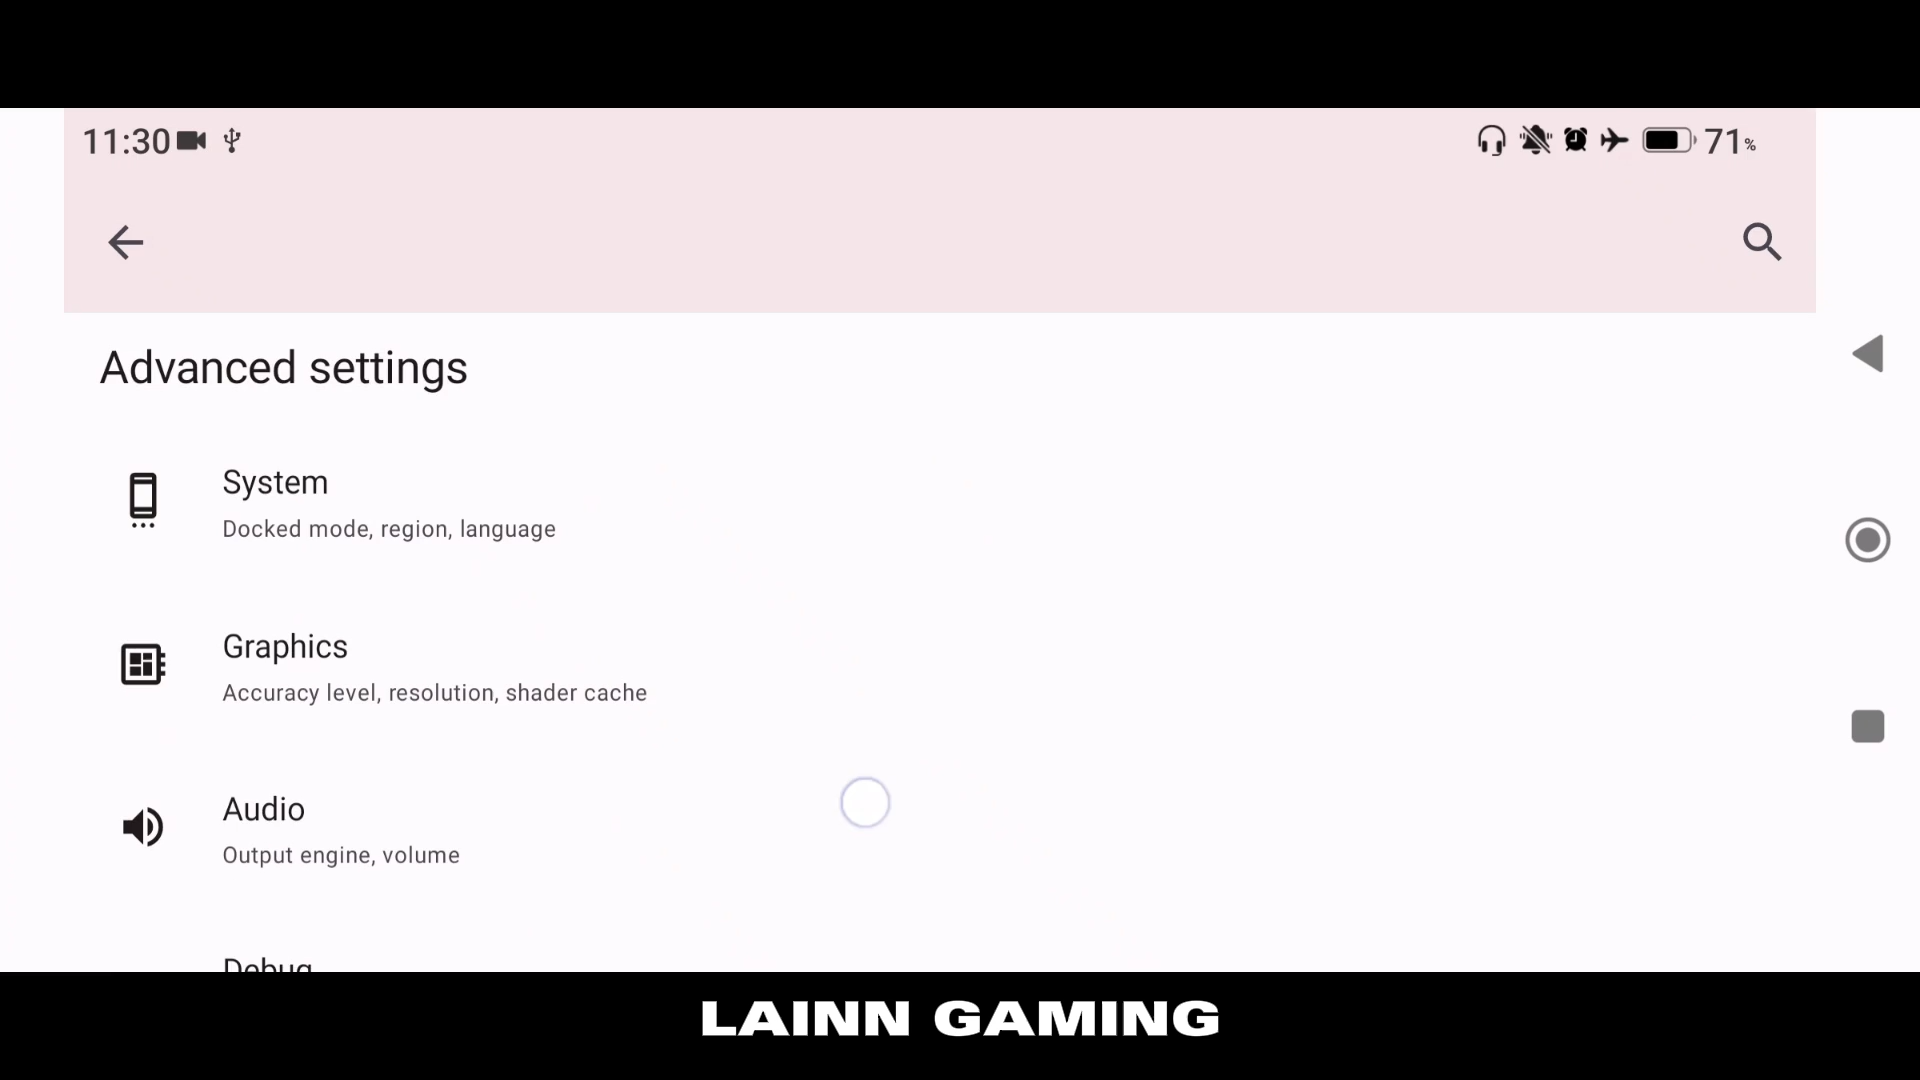 11:30
71%
Advanced settings
System
Docked mode, region, language
Graphics
Accuracy level, resolution, shader cache
Audio
Output engine, volume
Debug
LAINN GAMING